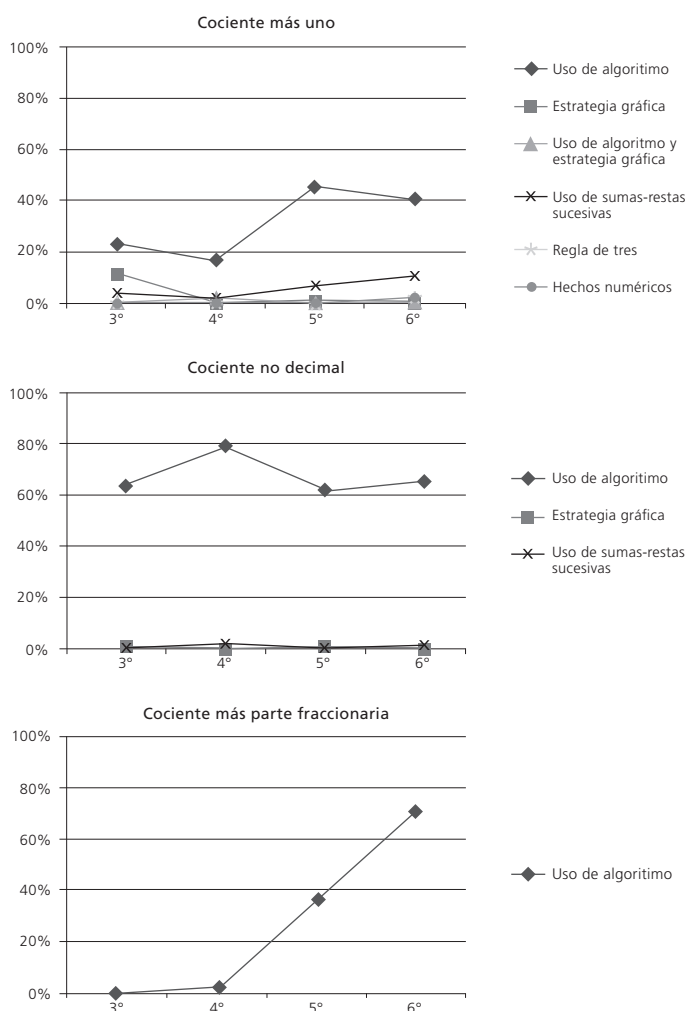 Cociente más uno
100%
80%
60%
40%
20%
0%
3°
4°
5°
6°
Uso de algoritimo
Estrategia gráfica
Uso de algoritmo y
estrategia gráfica
Uso de sumas-restas
sucesivas
Regla de tres
Hechos numéricos
Cociente no decimal
100%
80%
60%
40%
20%
0%
3°
4°
5°
6°
Uso de algoritimo
Estrategia gráfica
Uso de sumas-restas
sucesivas
Cociente más parte fraccionaria
100%
80%
60%
40%
20%
0%
3°
4°
5°
6°
Uso de algoritimo